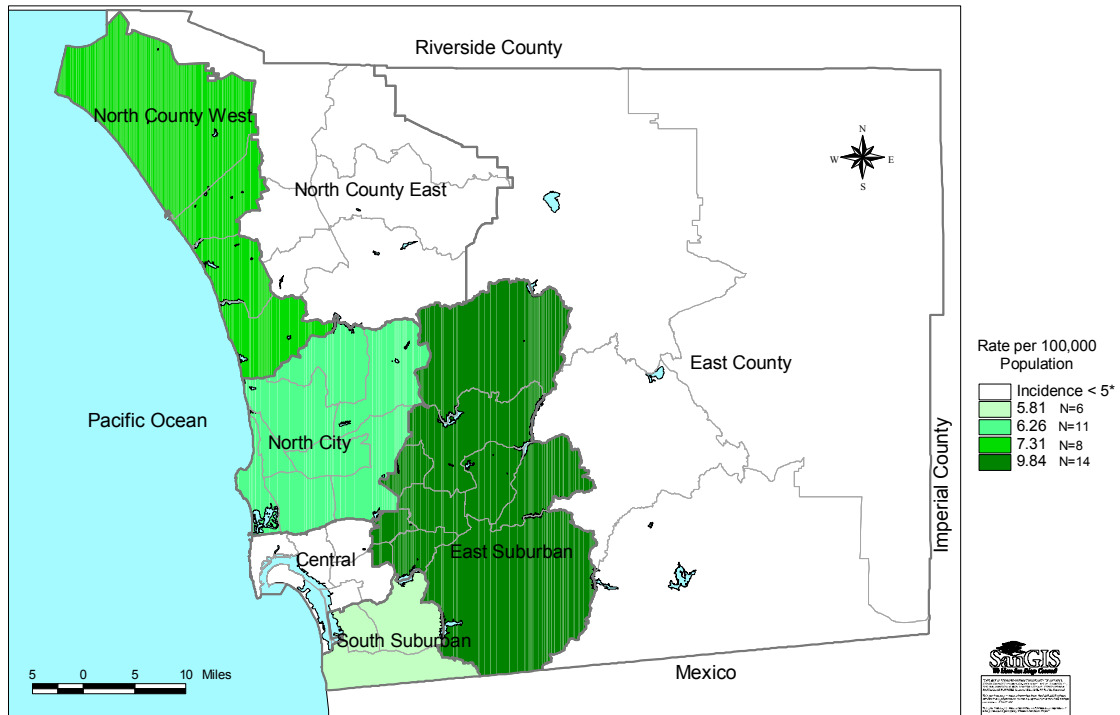 Riverside County
North County West
North County East
N
W E
S
East County
Pacific Ocean
North City
Imperial County
Central
East Suburban
South Suburban
Mexico
5 0 5 10 Miles
Rate per 100,000
Population
Incidence < 5*
5.81 N=6
6.26 N=11
7.31 N=8
9.84 N=14
SanGIS